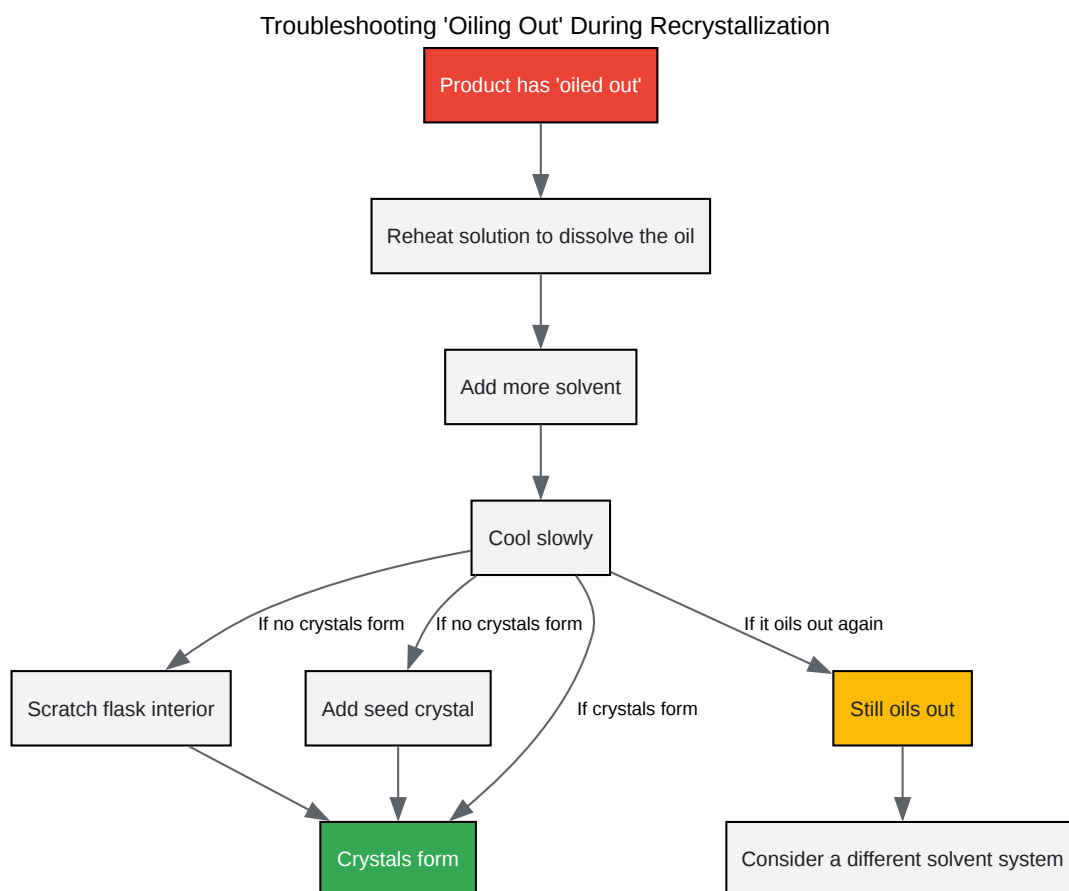 Troubleshooting 'Oiling Out' During Recrystallization
Product has 'oiled out'
Reheat solution to dissolve the oil
Add more solvent
Cool slowly
If no crystals form
If no crystals form
If it oils out again
Scratch flask interior
Add seed crystal
If crystals form
Still oils out
Crystals form
Consider a different solvent system